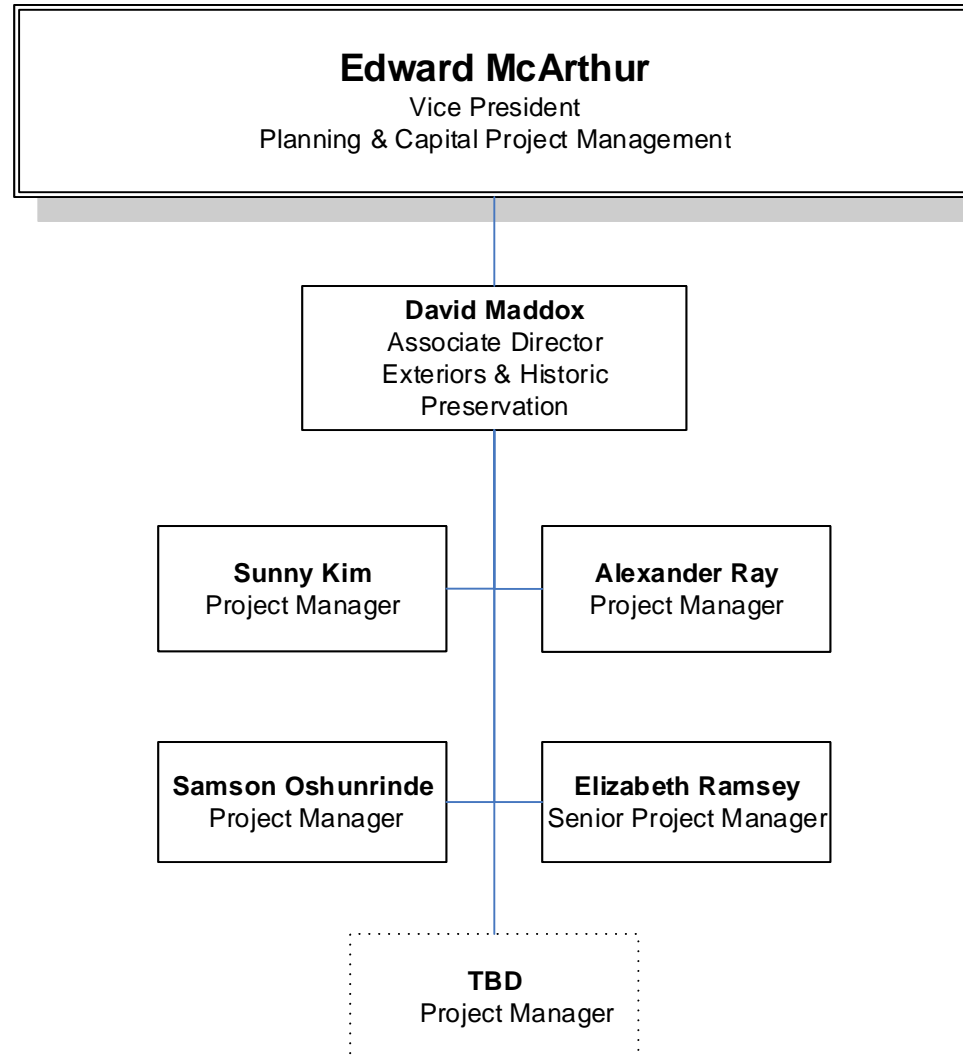 Edward McArthur
Vice President
Planning & Capital Project Management
David Maddox
Associate Director
Exteriors & Historic
Preservation
Sunny Kim
Project Manager
Alexander Ray
Project Manager
Samson Oshunrinde
Project Manager
Elizabeth Ramsey
Senior Project Manager
TBD
Project Manager